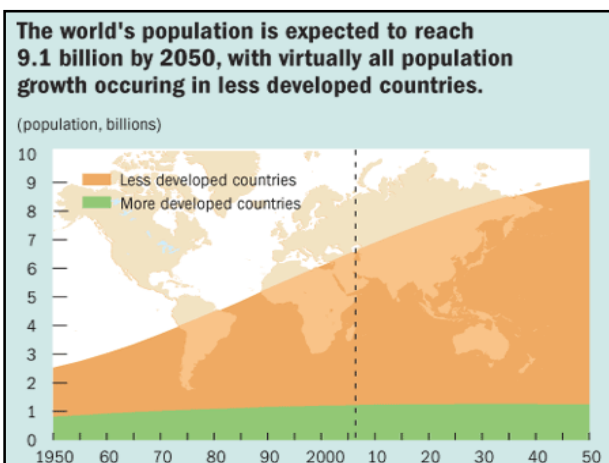 The world's population is expected to reach
9.1 billion by 2050, with virtually all population
growth occuring in less developed countries.
(population, billions)
10
9
8
7
6
5
4
3
2
1
0
Less developed countries
More developed countries
1950 60 70 80 90 2000 10 20 30 40 50